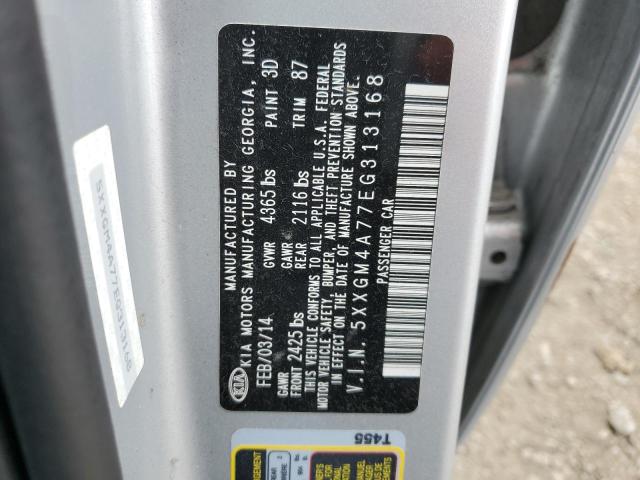 KIA
MANUFACTURED BY
KIA MOTORS MANUFACTURING GEORGIA, INC.
FEB/03/14 GVWR 4365 lbs PAINT 3D
GAWR FRONT 2425 lbs GAWR REAR 2116 lbs TRIM 87
THIS VEHICLE CONFORMS TO ALL APPLICABLE U.S.A. FEDERAL
MOTOR VEHICLE SAFETY, BUMPER, AND THEFT PREVENTION STANDARDS
IN EFFECT ON THE DATE OF MANUFACTURE SHOWN ABOVE.
V.I.N. 5XXGM4A77EG313168
PASSENGER CAR
5XXGM4A77EG313168
T455